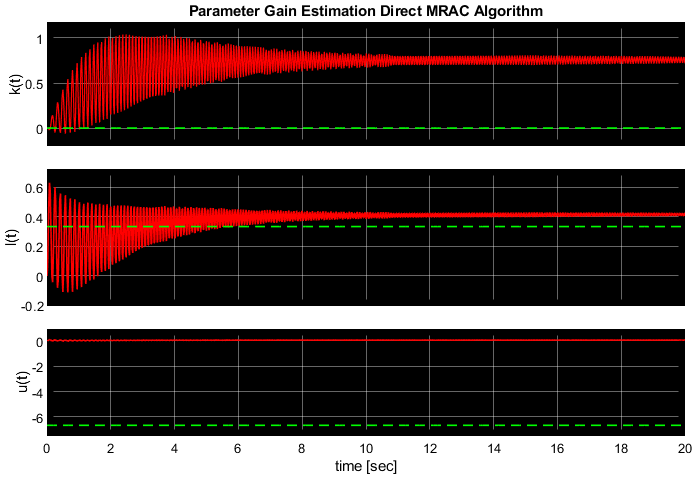 Parameter Gain Estimation Direct MRAC Algorithm
1
0.5
0
k(t)
0.6
0.4
0.2
0
-0.2
l(t)
0
-2
-4
-6
u(t)
0 2 4 6 8 10 12 14 16 18 20
time [sec]